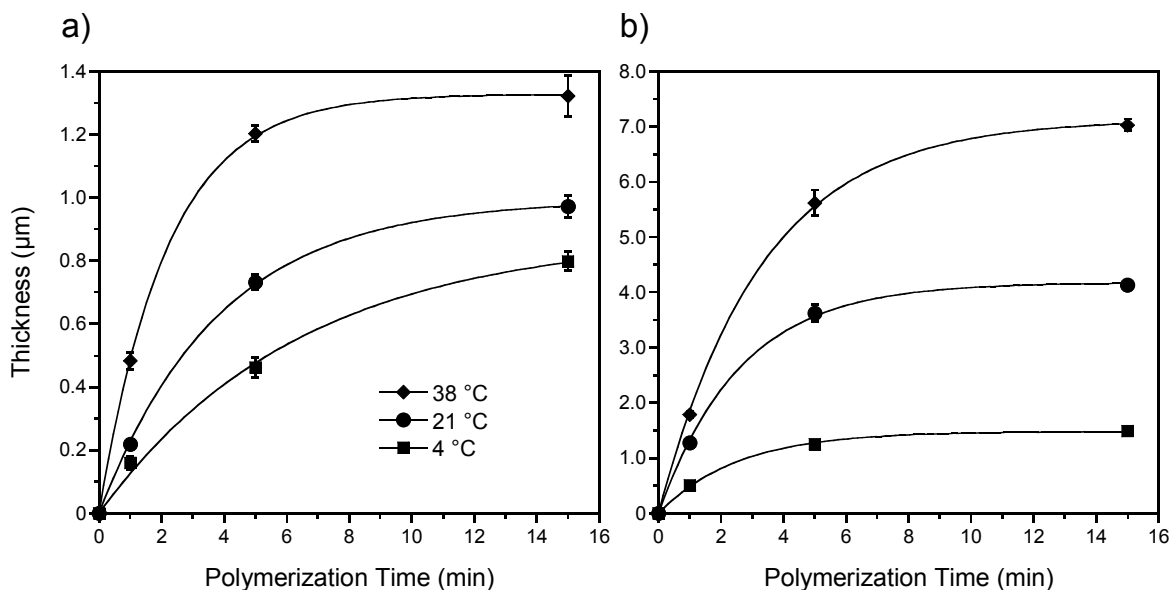 a)
b)
1.4
1.2
1.0
0.8
0.6
0.4
0.2
0
0 2 4 6 8 10 12 14 16
Thickness (µm)
Polymerization Time (min)
38 °C
21 °C
4 °C
8.0
7.0
6.0
5.0
4.0
3.0
2.0
1.0
0
0 2 4 6 8 10 12 14 16
Polymerization Time (min)